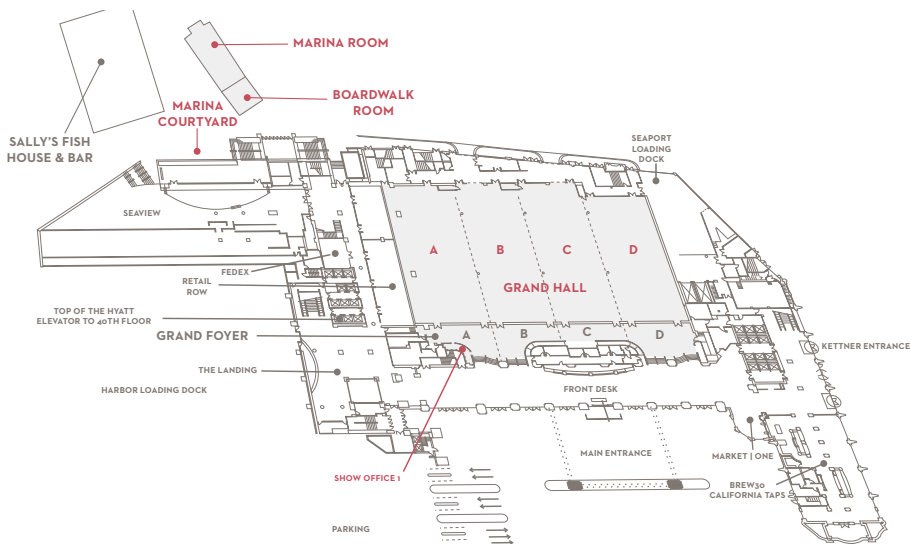 MARINA ROOM
BOARDWALK
ROOM
MARINA
COURTYARD
SALLY'S FISH
HOUSE & BAR
SEAPORT
LOADING
DOCK
SEAVIEW
A
B
C
D
FEDEX
RETAIL
ROW
GRAND HALL
TOP OF THE HYATT
ELEVATOR TO 40TH FLOOR
GRAND FOYER
A
B
C
D
KETTNER ENTRANCE
THE LANDING
HARBOR LOADING DOCK
FRONT DESK
MAIN ENTRANCE
MARKET | ONE
SHOW OFFICE 1
BREW30
CALIFORNIA TAPS
PARKING